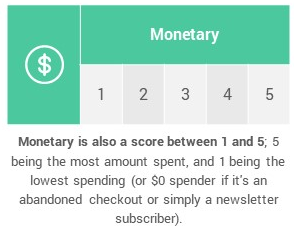 Monetary
$
1 2 3 4 5
Monetary is also a score between 1 and 5; 5
being the most amount spent, and 1 being the
lowest spending (or $0 spender if it's an
abandoned checkout or simply a newsletter
subscriber).